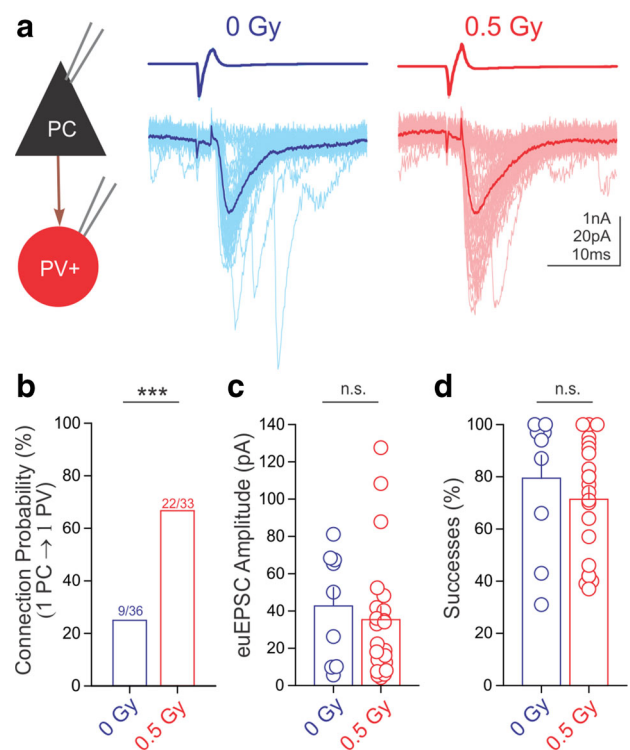 a
0 Gy
0.5 Gy
PC
PV+
1nA
20pA
10ms
b
***
Connection Probability (%)
(1 PC → 1 PV)
100
80
60
40
20
0
9/36
22/33
0 Gy
0.5 Gy
c
n.s.
euEPSC Amplitude (pA)
140
120
100
80
60
40
20
0
0 Gy
0.5 Gy
d
n.s.
Successes (%)
100
80
60
40
20
0
0 Gy
0.5 Gy